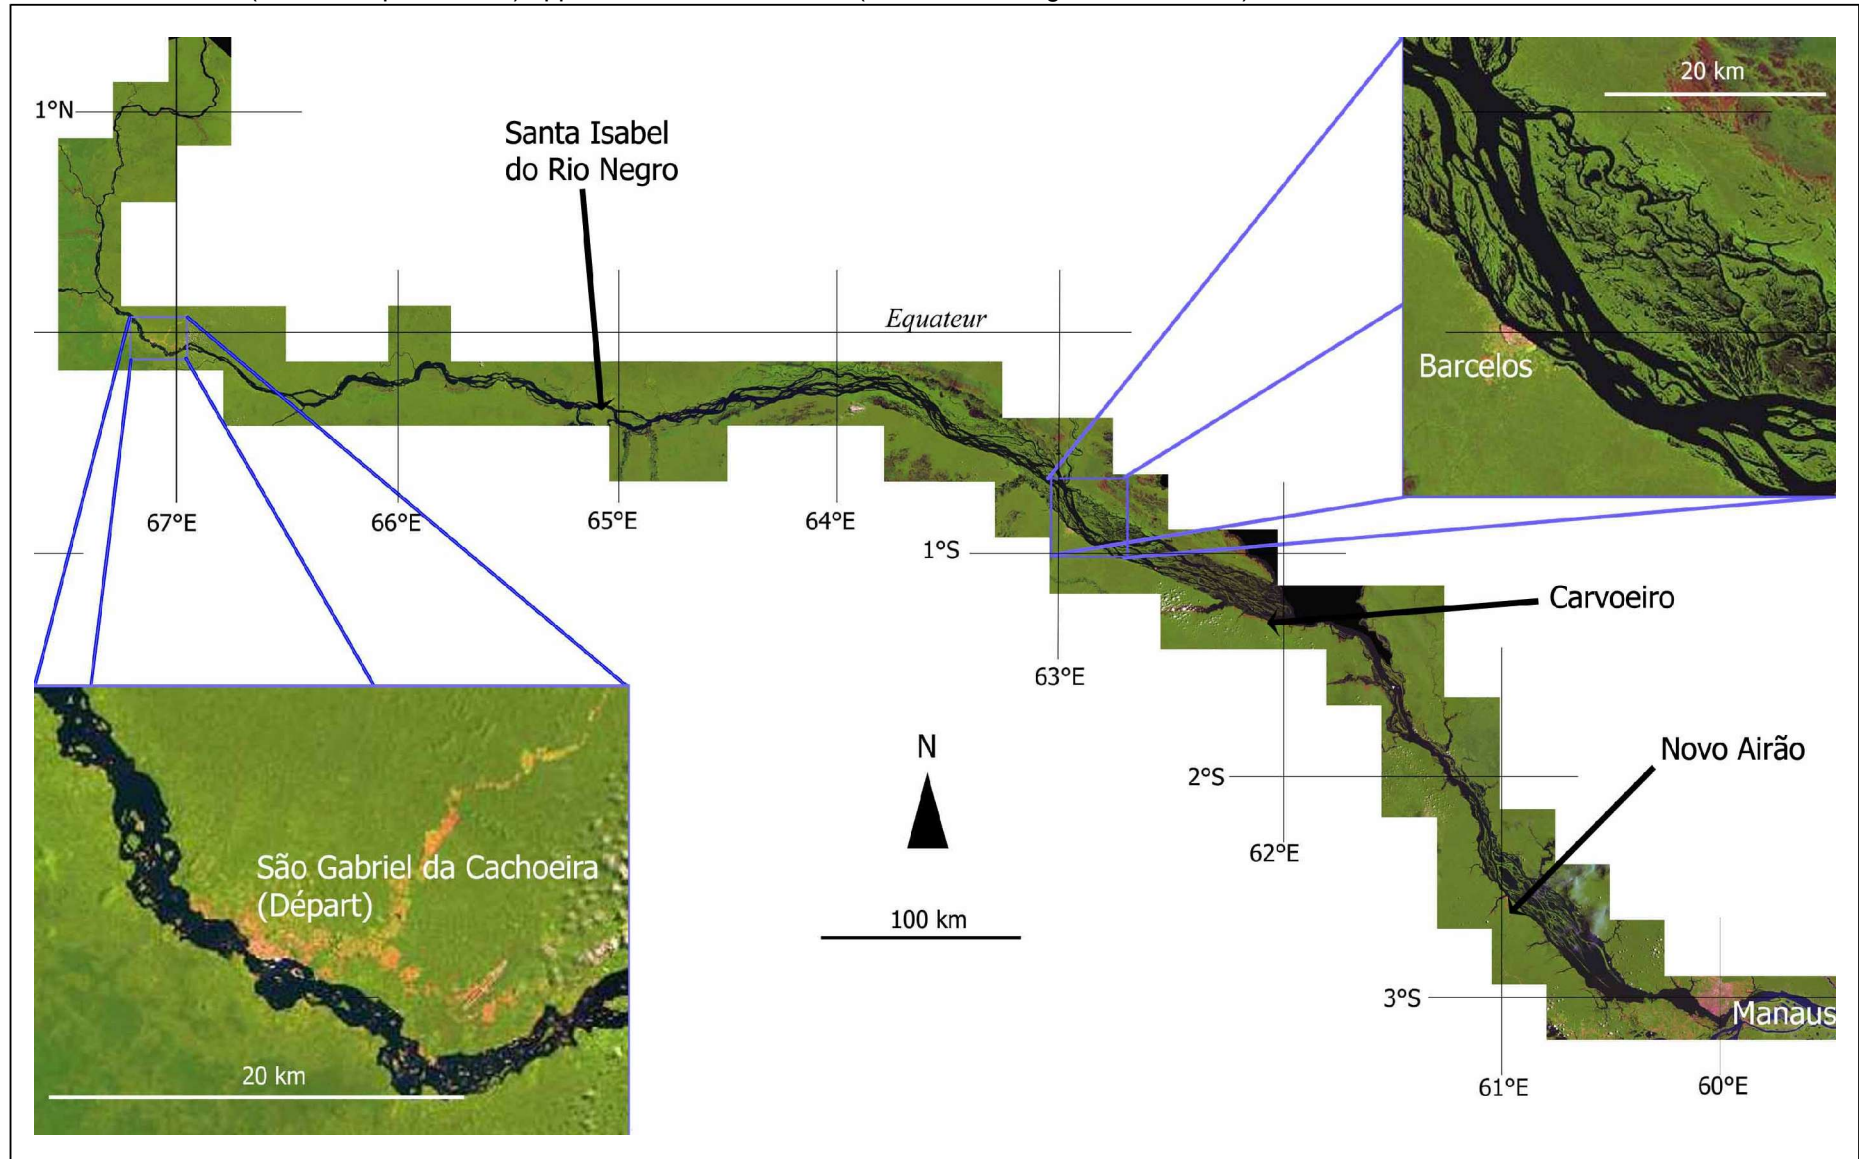 1°N
Santa Isabel
do Rio Negro
20 km
Equateur
Barcelos
67°E
66°E
65°E
64°E
1°S
Carvoeiro
63°E
N
Novo Airão
2°S
62°E
São Gabriel da Cachoeira
(Départ)
100 km
3°S
Manaus
20 km
61°E
60°E